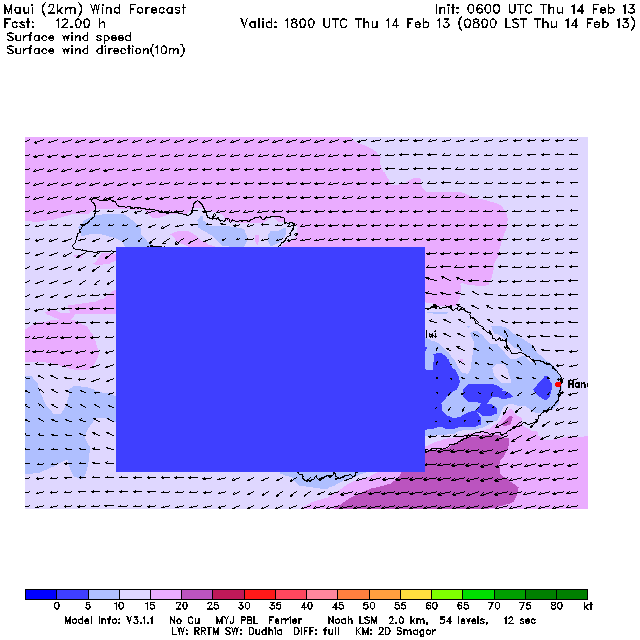 Maui (2km) Wind Forecast Init: 0600 UTC Thu 14 Feb 13
Fcst: 12.00 h Valid: 1800 UTC Thu 14 Feb 13 (0800 LST Thu 14 Feb 13)
Surface wind speed
Surface wind direction(10m)
lui
Han
0 5 10 15 20 25 30 35 40 45 50 55 60 65 70 75 80 kt
Model Info: V3.1.1 No Cu MYJ PBL Ferrier Noah LSM 2.0 km, 54 levels, 12 sec
LW: RRTM SW: Dudhia DIFF: full KM: 2D Smagor